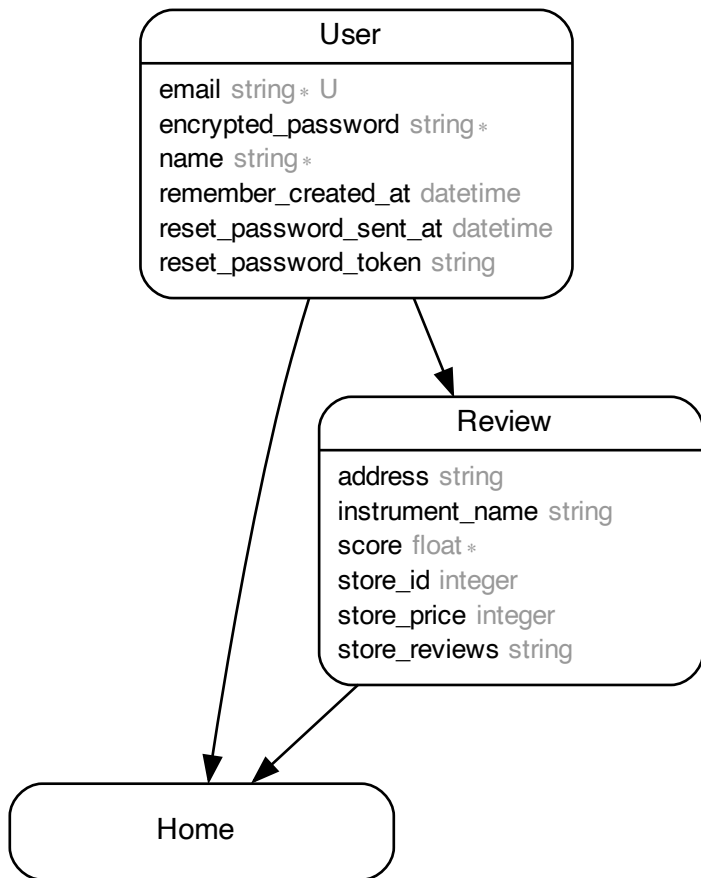 User
email string* U
encrypted_password string*
name string*
remember_created_at datetime
reset_password_sent_at datetime
reset_password_token string
Review
address string
instrument_name string
score float*
store_id integer
store_price integer
store_reviews string
Home